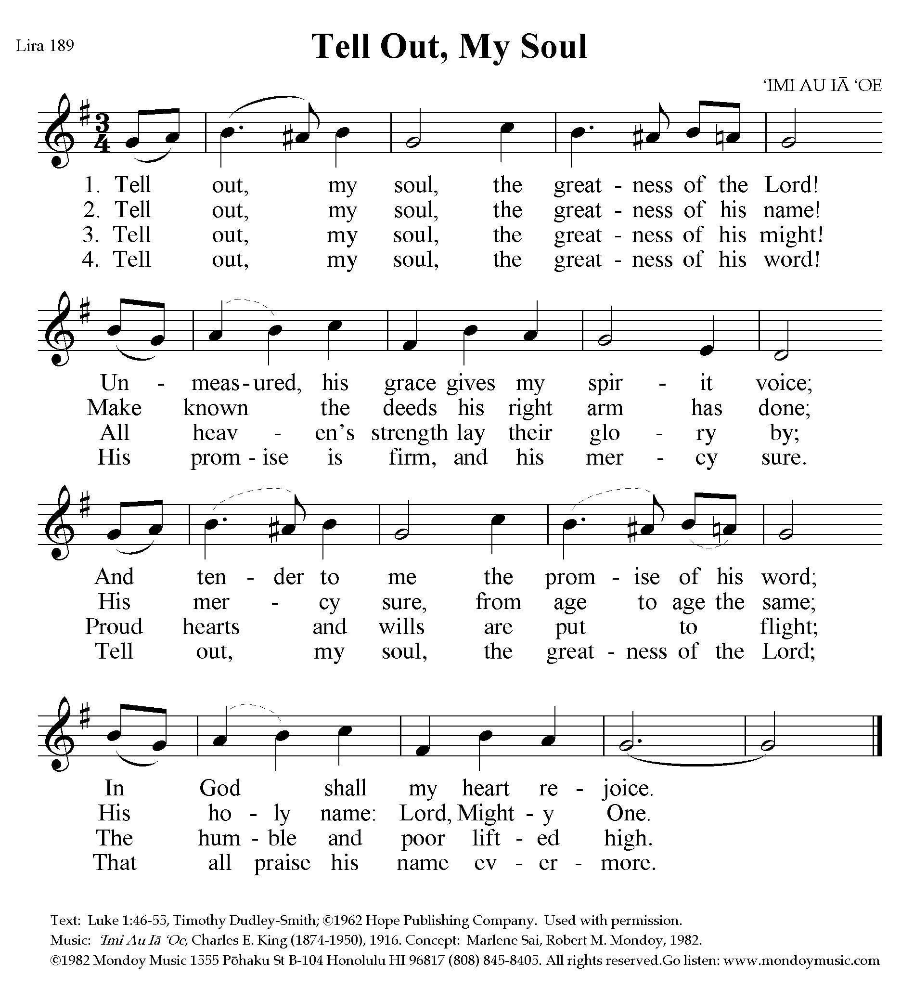 Lira 189
Tell Out, My Soul
‘IMI AU IĀ ‘OE
3
4
1. Tell out, my soul, the great - ness of the Lord!
2. Tell out, my soul, the great - ness of his name!
3. Tell out, my soul, the great - ness of his might!
4. Tell out, my soul, the great - ness of his word!
Un - meas - ured, his grace gives my spir - it voice;
Make known the deeds his right arm has done;
All heav - en’s strength lay their glo - ry by;
His prom - ise is firm, and his mer - cy sure.
And ten - der to me the prom - ise of his word;
His mer - cy sure, from age to age the same;
Proud hearts and wills are put to flight;
Tell out, my soul, the great - ness of the Lord;
In God shall my heart re - joice.
His ho - ly name: Lord, Might - y One.
The hum - ble and poor lift - ed high.
That all praise his name ev - er - more.
Text: Luke 1:46-55, Timothy Dudley-Smith; ©1962 Hope Publishing Company. Used with permission.
Music: ‘Imi Au Iā ‘Oe, Charles E. King (1874-1950), 1916. Concept: Marlene Sai, Robert M. Mondoy, 1982.
©1982 Mondoy Music 1555 Pōhaku St B-104 Honolulu HI 96817 (808) 845-8405. All rights reserved.Go listen: www.mondoymusic.com